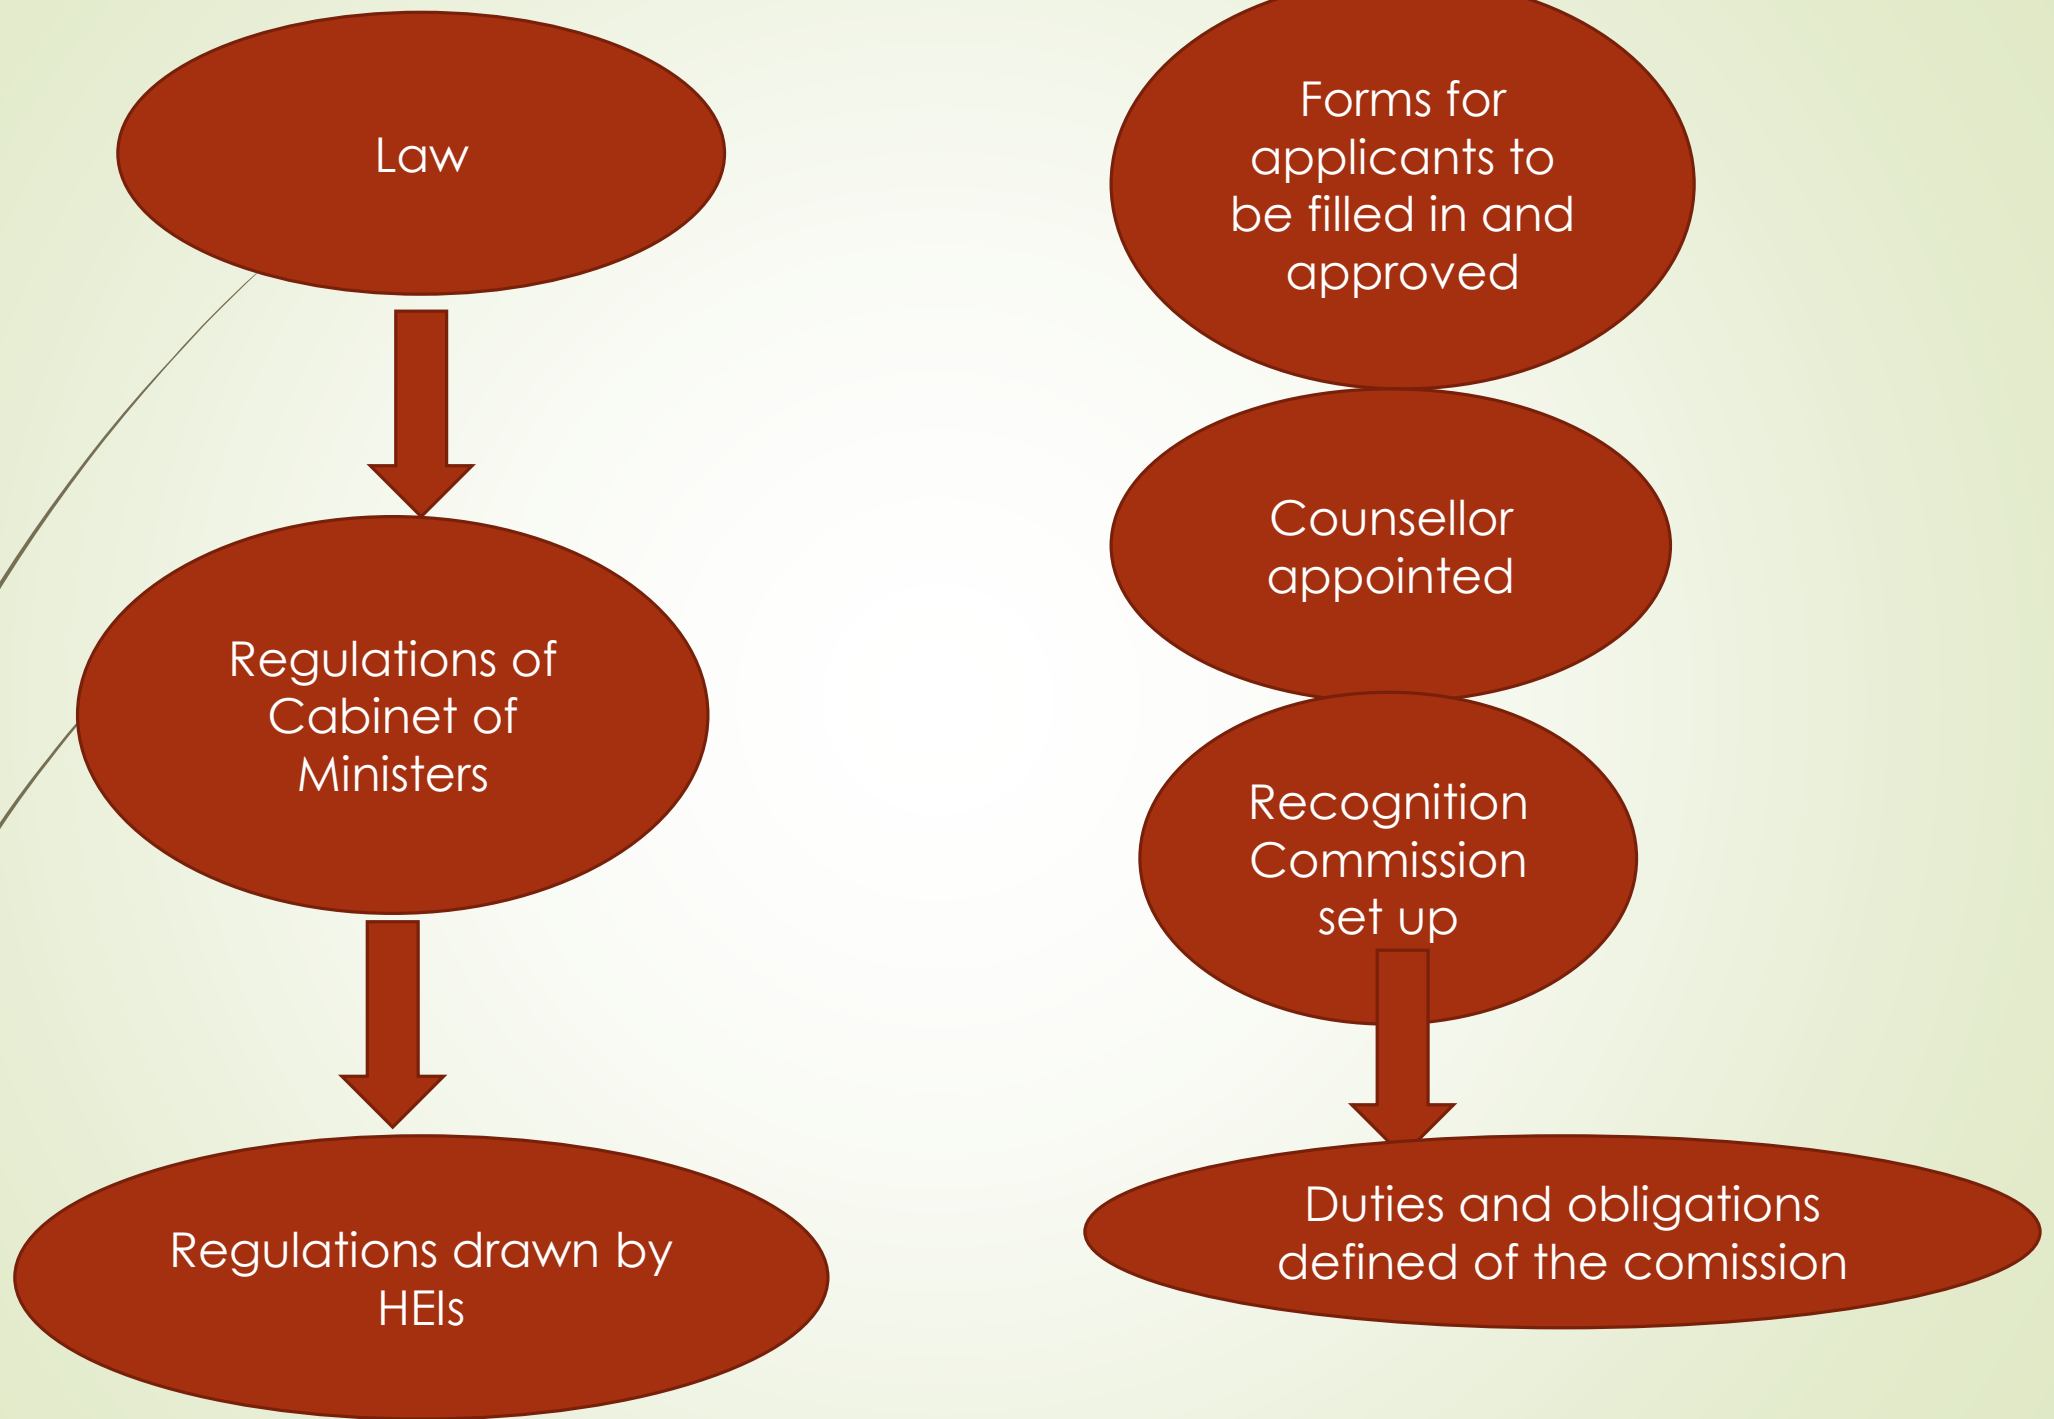 Law
Regulations of
Cabinet of
Ministers
Regulations drawn by
HEIs
Forms for
applicants to
be filled in and
approved
Counsellor
appointed
Recognition
Commission
set up
Duties and obligations
defined of the comission